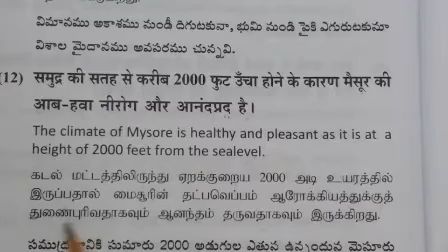 విమానము ఆకాశము నుండి దిగుటకునూ, భూమి నుండి పైకి ఎగురుటకునూ
విశాల మైదానము అవసరము చున్నవి.
(12) समुद्र की सतह से करीब 2000 फुट उँचा होने के कारण मैसूर की
आब-हवा नीरोग और आनंदप्रद है।
The climate of Mysore is healthy and pleasant as it is at a
height of 2000 feet from the sealevel.
கடல் மட்டத்திலிருந்து ஏறக்குறைய 2000 அடி உயரத்தில்
இருப்பதால் மைசூரின் தட்பவெப்பம் ஆரோக்கியத்துக்குத்
துணைபுரிவதாகவும் ஆனந்தம் தருவதாகவும் இருக்கிறது.
సుమారు 2000 అడుగుల ఎత్తున మైసూరు